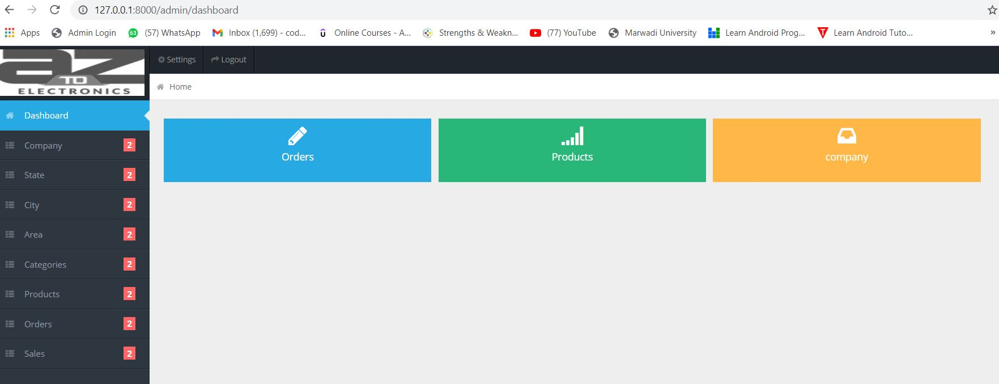 127.0.0.1:8000/admin/dashboard
Apps Admin Login 63 (57) WhatsApp Inbox (1,699) - cod... Online Courses - A... Strengths & Weakn... (77) YouTube Marwadi University Learn Android Prog... T Learn Android Tuto... »
az
TO
ELECTRONICS
Settings Logout
Home
Dashboard
Company 2
State 2
City 2
Area 2
Categories 2
Products 2
Orders 2
Sales 2
Orders
Products
company